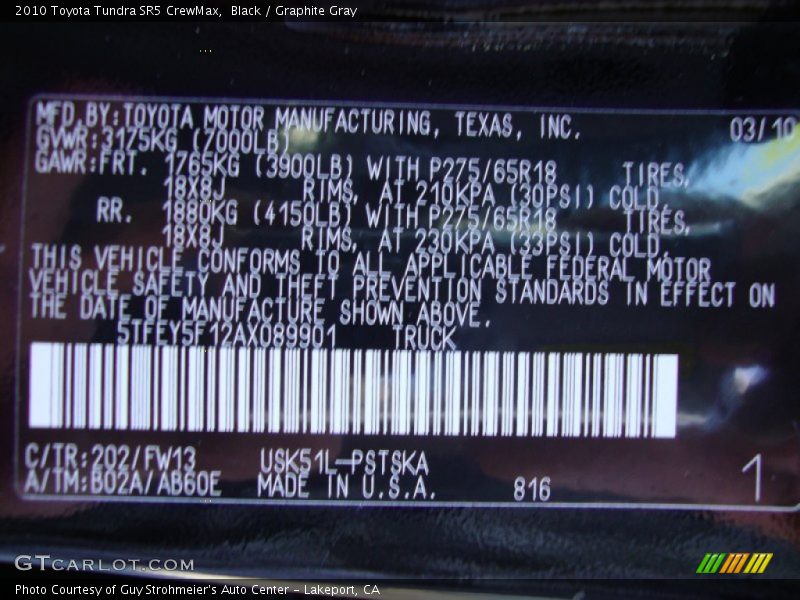 2010 Toyota Tundra SR5 CrewMax, Black / Graphite Gray
MFD.BY:TOYOTA MOTOR MANUFACTURING, TEXAS, INC. 03/10
GVWR:3175KG (7000LB)
GAWR:FRT. 1765KG (3900LB) WITH P275/65R18 TIRES,
18X8J RIMS, AT 210KPA (30PSI) COLD,
RR. 1880KG (4150LB) WITH P275/65R18 TIRES,
18X8J RIMS, AT 230KPA (33PSI) COLD,
THIS VEHICLE CONFORMS TO ALL APPLICABLE FEDERAL MOTOR
VEHICLE SAFETY AND THEFT PREVENTION STANDARDS IN EFFECT ON
THE DATE OF MANUFACTURE SHOWN ABOVE.
5TFEY5F12AX089901 TRUCK
C/TR:202/FW13 USK51L-PSTSKA
A/TM:B02A/AB60E MADE IN U.S.A. 816 1
GTCARLOT.COM
Photo Courtesy of Guy Strohmeier's Auto Center - Lakeport, CA